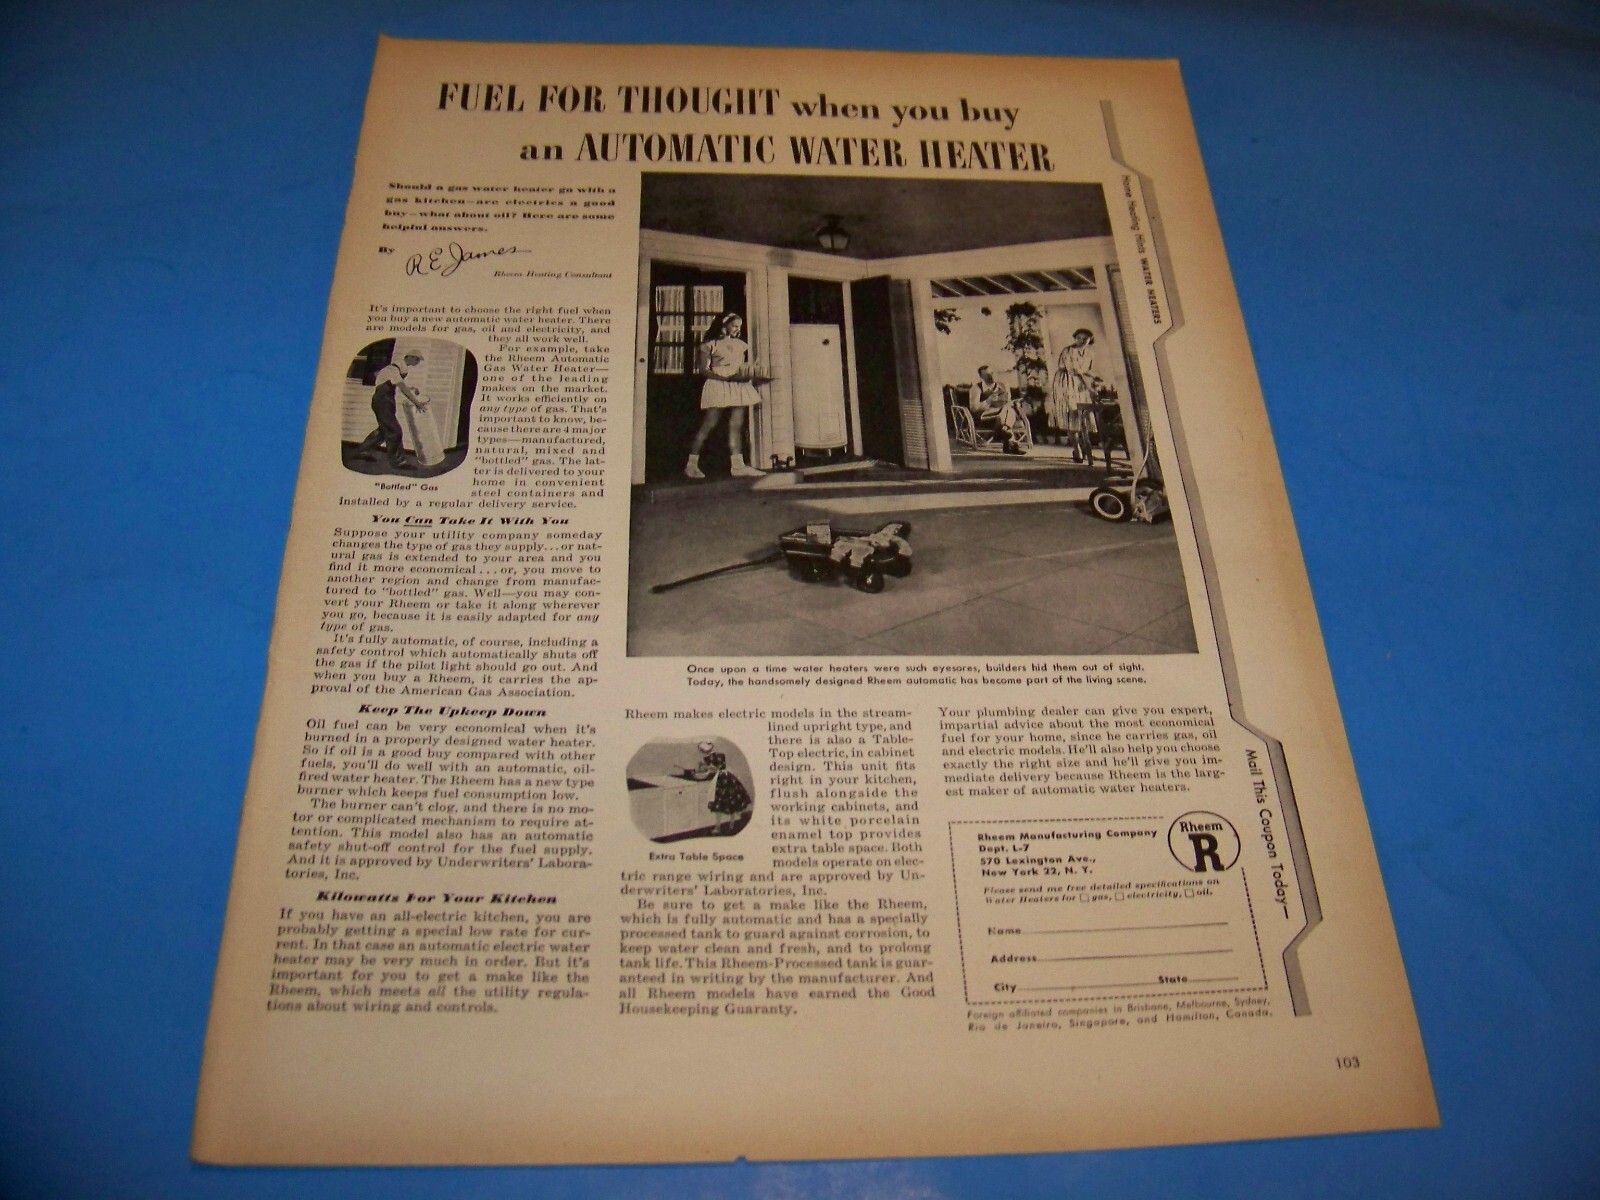 FUEL FOR THOUGHT when you buy
an AUTOMATIC WATER HEATER
Should a gas water heater go with a
gas kitchen—are electrics a good
buy—what about oil? Here are some
helpful answers.
By R E James
Rheem Heating Consultant
It's important to choose the right fuel when
you buy a new automatic water heater. There
are models for gas, oil and electricity, and
they all work well.
For example, take
the Rheem Automatic
Gas Water Heater—
one of the leading
makes on the market.
It works efficiently on
any type of gas. That's
important to know, be-
cause there are 4 major
types—manufactured,
natural, mixed and
"bottled" gas. The lat-
ter is delivered to your
home in convenient
steel containers and
installed by a regular delivery service.
"Bottled" Gas
You Can Take It With You
Suppose your utility company someday
changes the type of gas they supply...or nat-
ural gas is extended to your area and you
find it more economical...or, you move to
another region and change from manufac-
tured to "bottled" gas. Well—you may con-
vert your Rheem or take it along wherever
you go, because it is easily adapted for any
type of gas.
It's fully automatic, of course, including a
safety control which automatically shuts off
the gas if the pilot light should go out. And
when you buy a Rheem, it carries the ap-
proval of the American Gas Association.
Keep The Upkeep Down
Oil fuel can be very economical when it's
burned in a properly designed water heater.
So if oil is a good buy compared with other
fuels, you'll do well with an automatic, oil-
fired water heater. The Rheem has a new type
burner which keeps fuel consumption low.
The burner can't clog, and there is no mo-
tor or complicated mechanism to require at-
tention. This model also has an automatic
safety shut-off control for the fuel supply.
And it is approved by Underwriters' Labora-
tories, Inc.
Kilowatts For Your Kitchen
If you have an all-electric kitchen, you are
probably getting a special low rate for cur-
rent. In that case an automatic electric water
heater may be very much in order. But it's
important for you to get a make like the
Rheem, which meets all the utility regula-
tions about wiring and controls.
Once upon a time water heaters were such eyesores, builders hid them out of sight.
Today, the handsomely designed Rheem automatic has become part of the living scene.
Rheem makes electric models in the stream-
lined upright type, and
there is also a Table-
Top electric, in cabinet
design. This unit fits
right in your kitchen,
flush alongside the
working cabinets, and
its white porcelain
enamel top provides
extra table space. Both
models operate on elec-
tric range wiring and are approved by Un-
derwriters' Laboratories, Inc.
Extra Table Space
Be sure to get a make like the Rheem,
which is fully automatic and has a specially
processed tank to guard against corrosion, to
keep water clean and fresh, and to prolong
tank life. This Rheem-Processed tank is guar-
anteed in writing by the manufacturer. And
all Rheem models have earned the Good
Housekeeping Guaranty.
Your plumbing dealer can give you expert,
impartial advice about the most economical
fuel for your home, since he carries gas, oil
and electric models. He'll also help you choose
exactly the right size and he'll give you im-
mediate delivery because Rheem is the larg-
est maker of automatic water heaters.
Rheem Manufacturing Company
Dept. L-7
570 Lexington Ave.,
New York 22, N. Y.
Rheem
R
Please send me free detailed specifications on
Water Heaters for □ gas, □ electricity, □ oil.
Name
Address
City State
Foreign affiliated companies in Brisbane, Melbourne, Sydney,
Rio de Janeiro, Singapore, and Hamilton, Canada.
Home Heating Hints WATER HEATERS
Mail This Coupon Today—
103